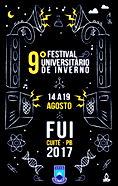 9º FESTIVAL
UNIVERSITÁRIO
DE INVERNO
14 A 19
AGOSTO
FUI
CUITÉ - PB
2017